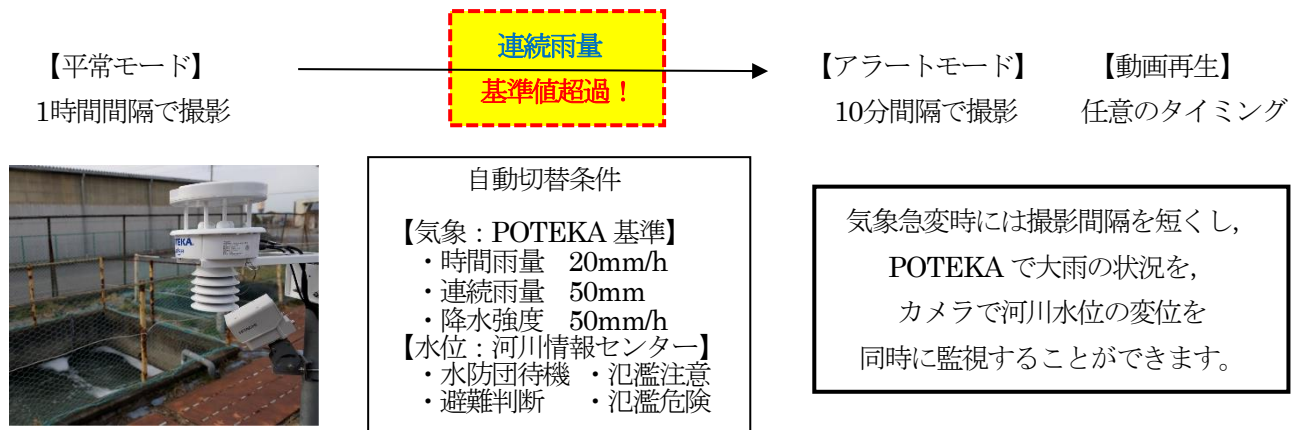 【平常モード】
1時間間隔で撮影
連続雨量
基準値超過！
【アラートモード】
10分間隔で撮影
【動画再生】
任意のタイミング
TEKA
自動切替条件
【気象：POTEKA 基準】
・時間雨量 20mm/h
・連続雨量 50mm
・降水強度 50mm/h
【水位：河川情報センター】
・水防団待機 ・氾濫注意
・避難判断 ・氾濫危険
気象急変時には撮影間隔を短くし，
POTEKA で大雨の状況を，
カメラで河川水位の変位を
同時に監視することができます。